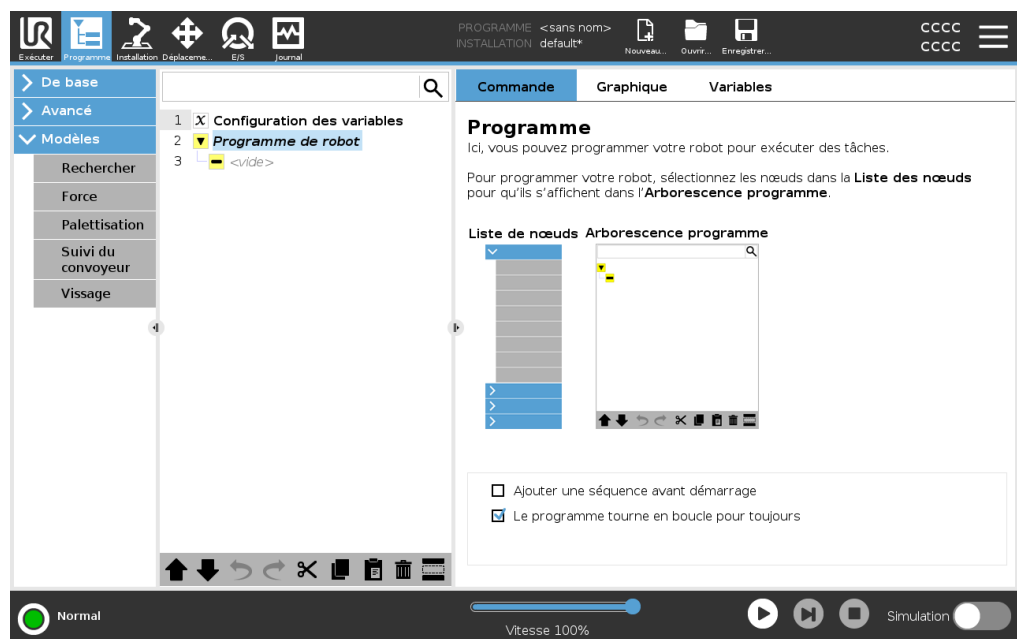 PROGRAMME <sans nom>
INSTALLATION default*
cccc
cccc
Exécuter Programme Installation Déplaceme... E/S Journal
Nouveau... Ouvrir... Enregistrer...
De base
Avancé
Modèles
Rechercher
Force
Palettisation
Suivi du
convoyeur
Vissage
1 X Configuration des variables
2 Programme de robot
3 <vide>
Commande Graphique Variables
Programme
Ici, vous pouvez programmer votre robot pour exécuter des tâches.
Pour programmer votre robot, sélectionnez les nœuds dans la Liste des nœuds
pour qu’ils s’affichent dans l’Arborescence programme.
Liste de nœuds Arborescence programme
Ajouter une séquence avant démarrage
Le programme tourne en boucle pour toujours
Normal
Vitesse 100%
Simulation